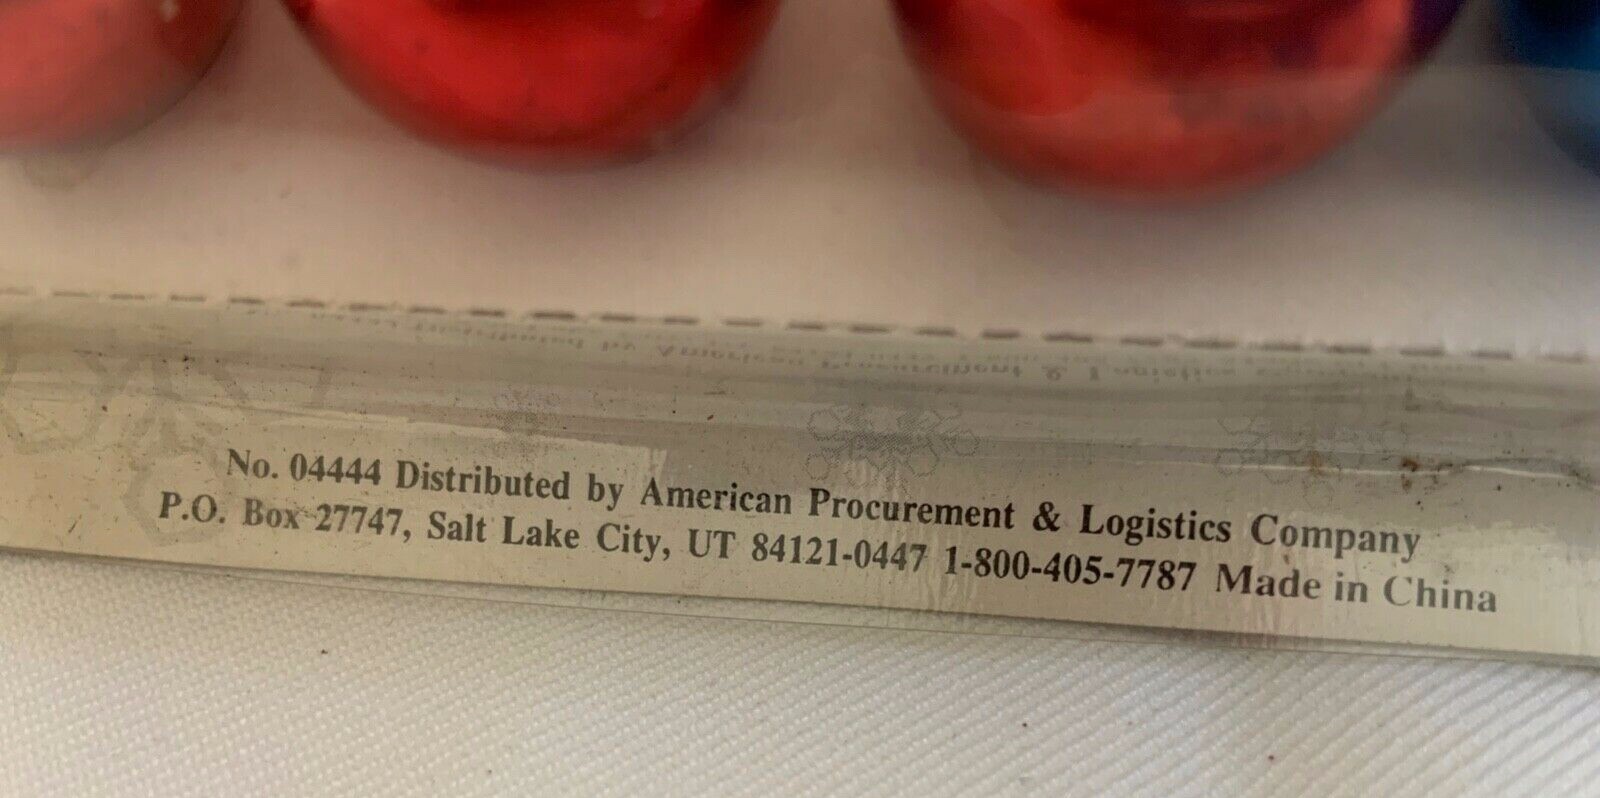 No. 04444 Distributed by American Procurement & Logistics Company
P.O. Box 27747, Salt Lake City, UT 84121-0447 1-800-405-7787 Made in China